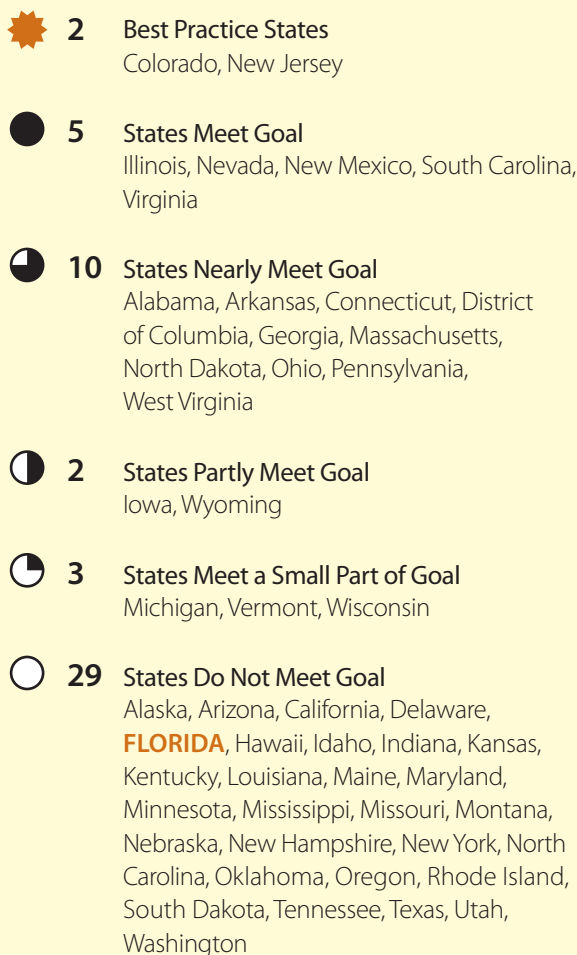 2 Best Practice States
Colorado, New Jersey
5 States Meet Goal
Illinois, Nevada, New Mexico, South Carolina,
Virginia
10 States Nearly Meet Goal
Alabama, Arkansas, Connecticut, District
of Columbia, Georgia, Massachusetts,
North Dakota, Ohio, Pennsylvania,
West Virginia
2 States Partly Meet Goal
Iowa, Wyoming
3 States Meet a Small Part of Goal
Michigan, Vermont, Wisconsin
29 States Do Not Meet Goal
Alaska, Arizona, California, Delaware,
FLORIDA, Hawaii, Idaho, Indiana, Kansas,
Kentucky, Louisiana, Maine, Maryland,
Minnesota, Mississippi, Missouri, Montana,
Nebraska, New Hampshire, New York, North
Carolina, Oklahoma, Oregon, Rhode Island,
South Dakota, Tennessee, Texas, Utah,
Washington